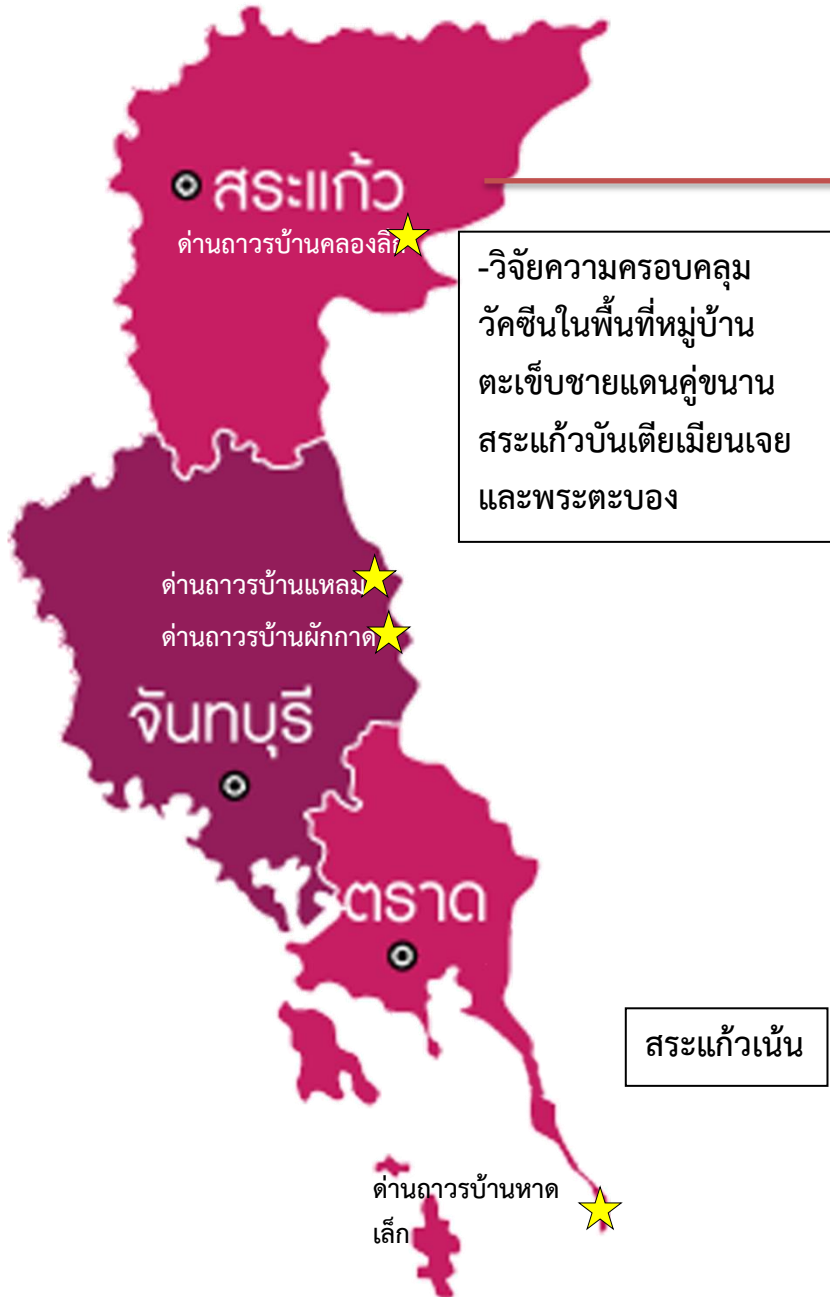 สระแก้ว
ด่านถาวรบ้านคลองลึก
-วิจัยความครอบคลุม
วัคซีนในพื้นที่หมู่บ้าน
ตะเข็บชายแดนคู่ขนาน
สระแก้วบันเตียเมียนเจย
และพระตะบอง
ด่านถาวรบ้านแหลม
ด่านถาวรบ้านผักกาด
จันทบุรี
ตราด
สระแก้วเน้น
ด่านถาวรบ้านหาด
เล็ก